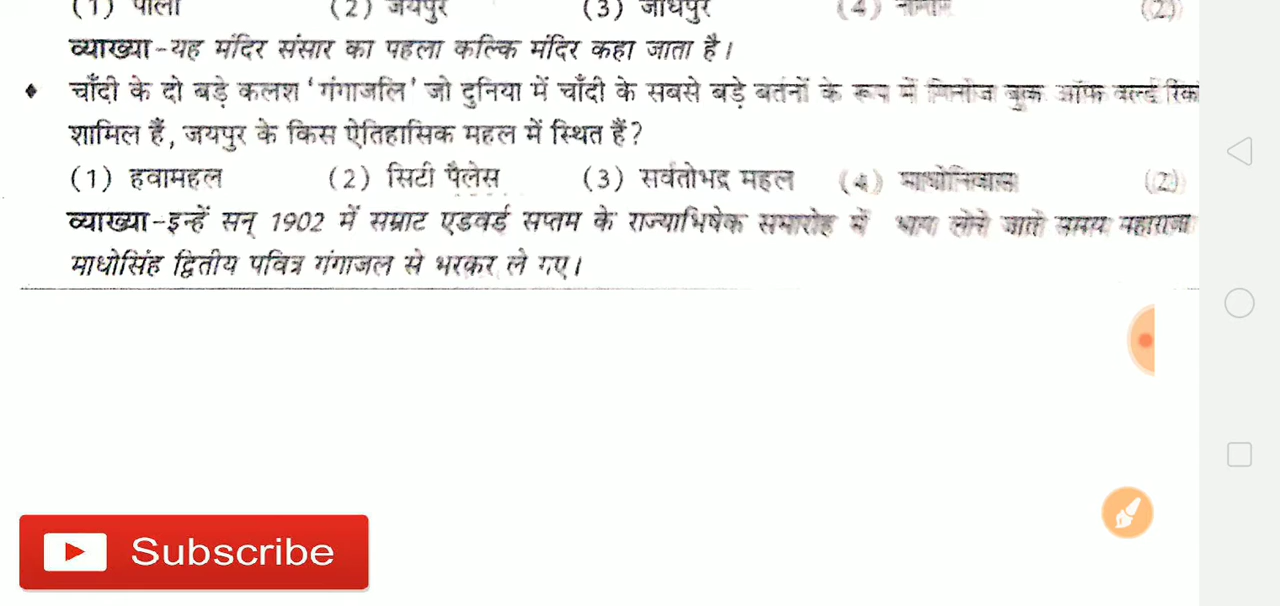 (1) पाली (2) जयपुर (3) जोधपुर (4) (2)
व्याख्या-यह मंदिर संसार का पहला कल्कि मंदिर कहा जाता है।
चाँदी के दो बड़े कलश 'गंगाजलि' जो दुनिया में चाँदी के सबसे बड़े बर्तनों के रूप में गिनीज बुक ऑफ वर्ल्ड रिक
शामिल हैं, जयपुर के किस ऐतिहासिक महल में स्थित हैं?
(1) हवामहल (2) सिटी पैलेस (3) सर्वतोभद्र महल (4) माधोनिवास (2)
व्याख्या-इन्हें सन् 1902 में सम्राट एडवर्ड सप्तम के राज्याभिषेक समारोह में भाग लेने जाते समय महाराजा
माधोसिंह द्वितीय पवित्र गंगाजल से भरकर ले गए।
Subscribe